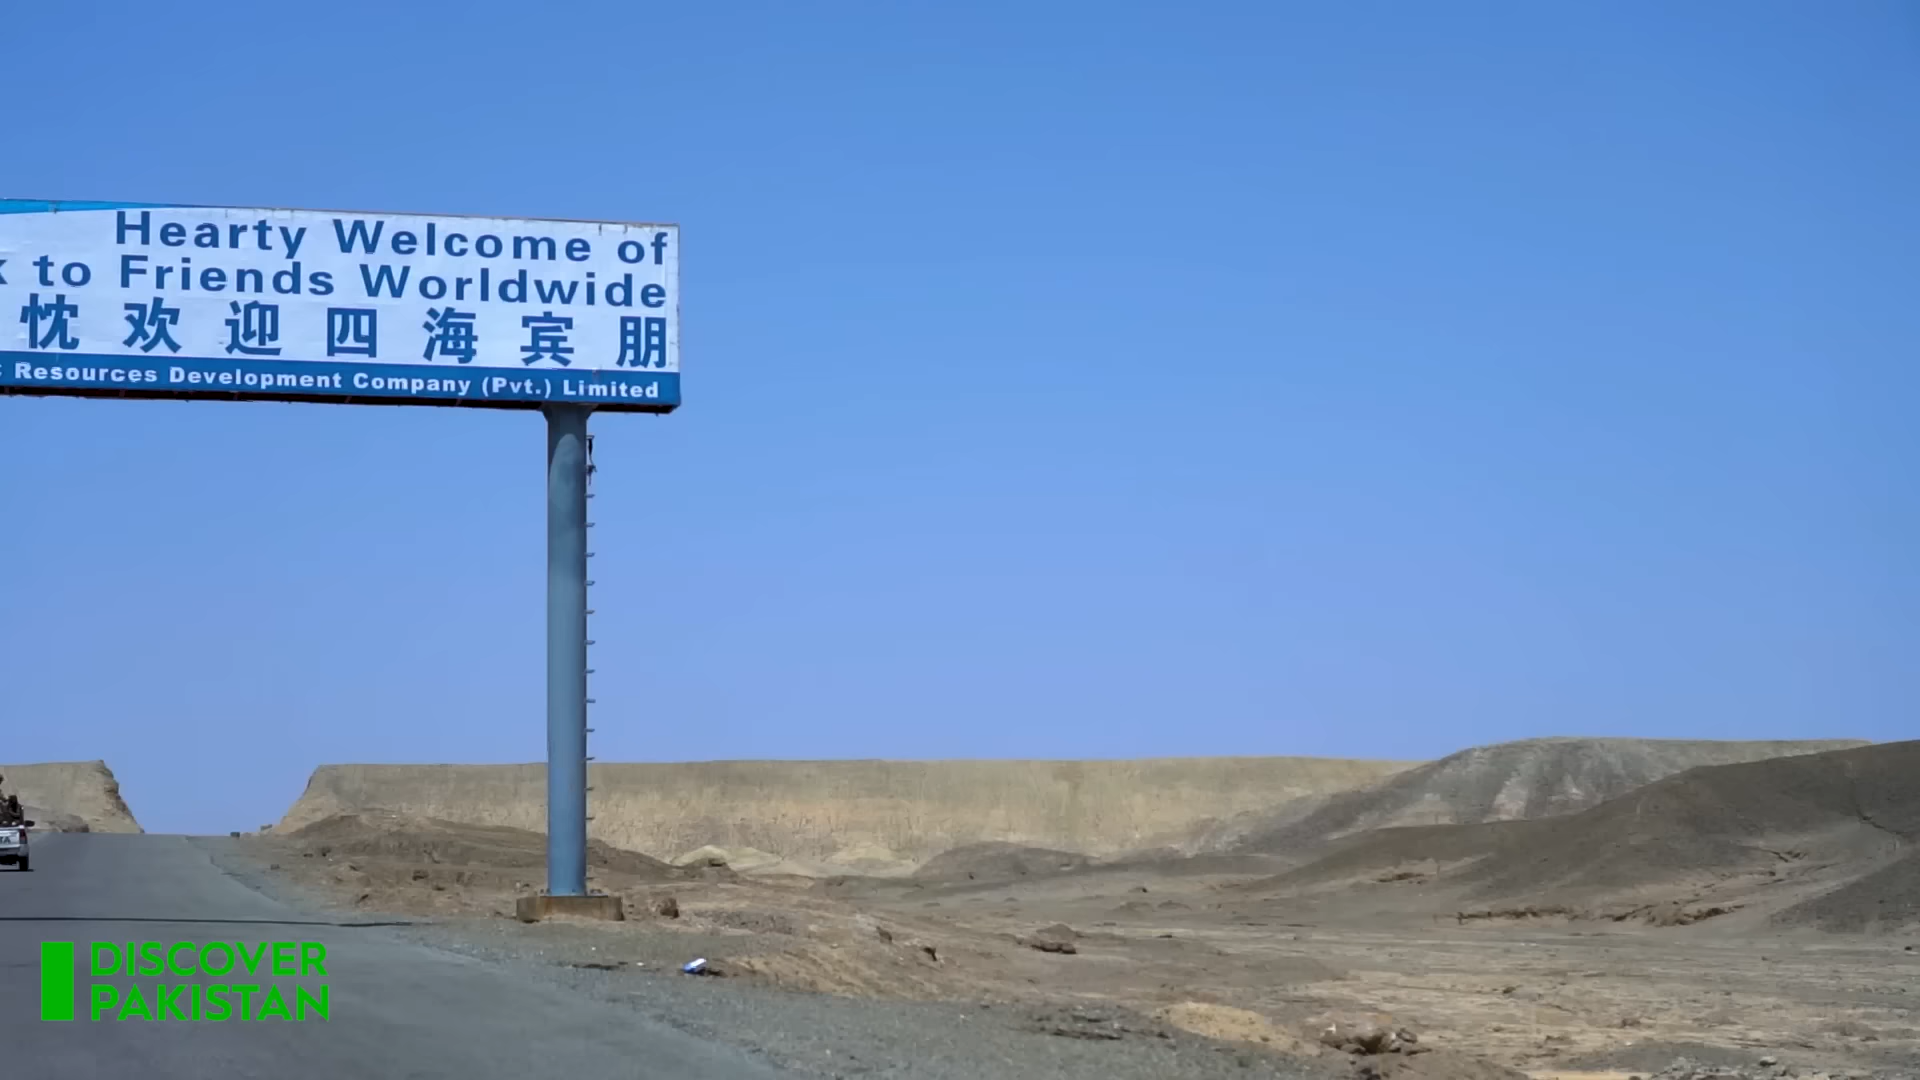 Hearty Welcome of
to Friends Worldwide
忱欢迎四海宾朋
Resources Development Company (Pvt.) Limited
DISCOVER
PAKISTAN